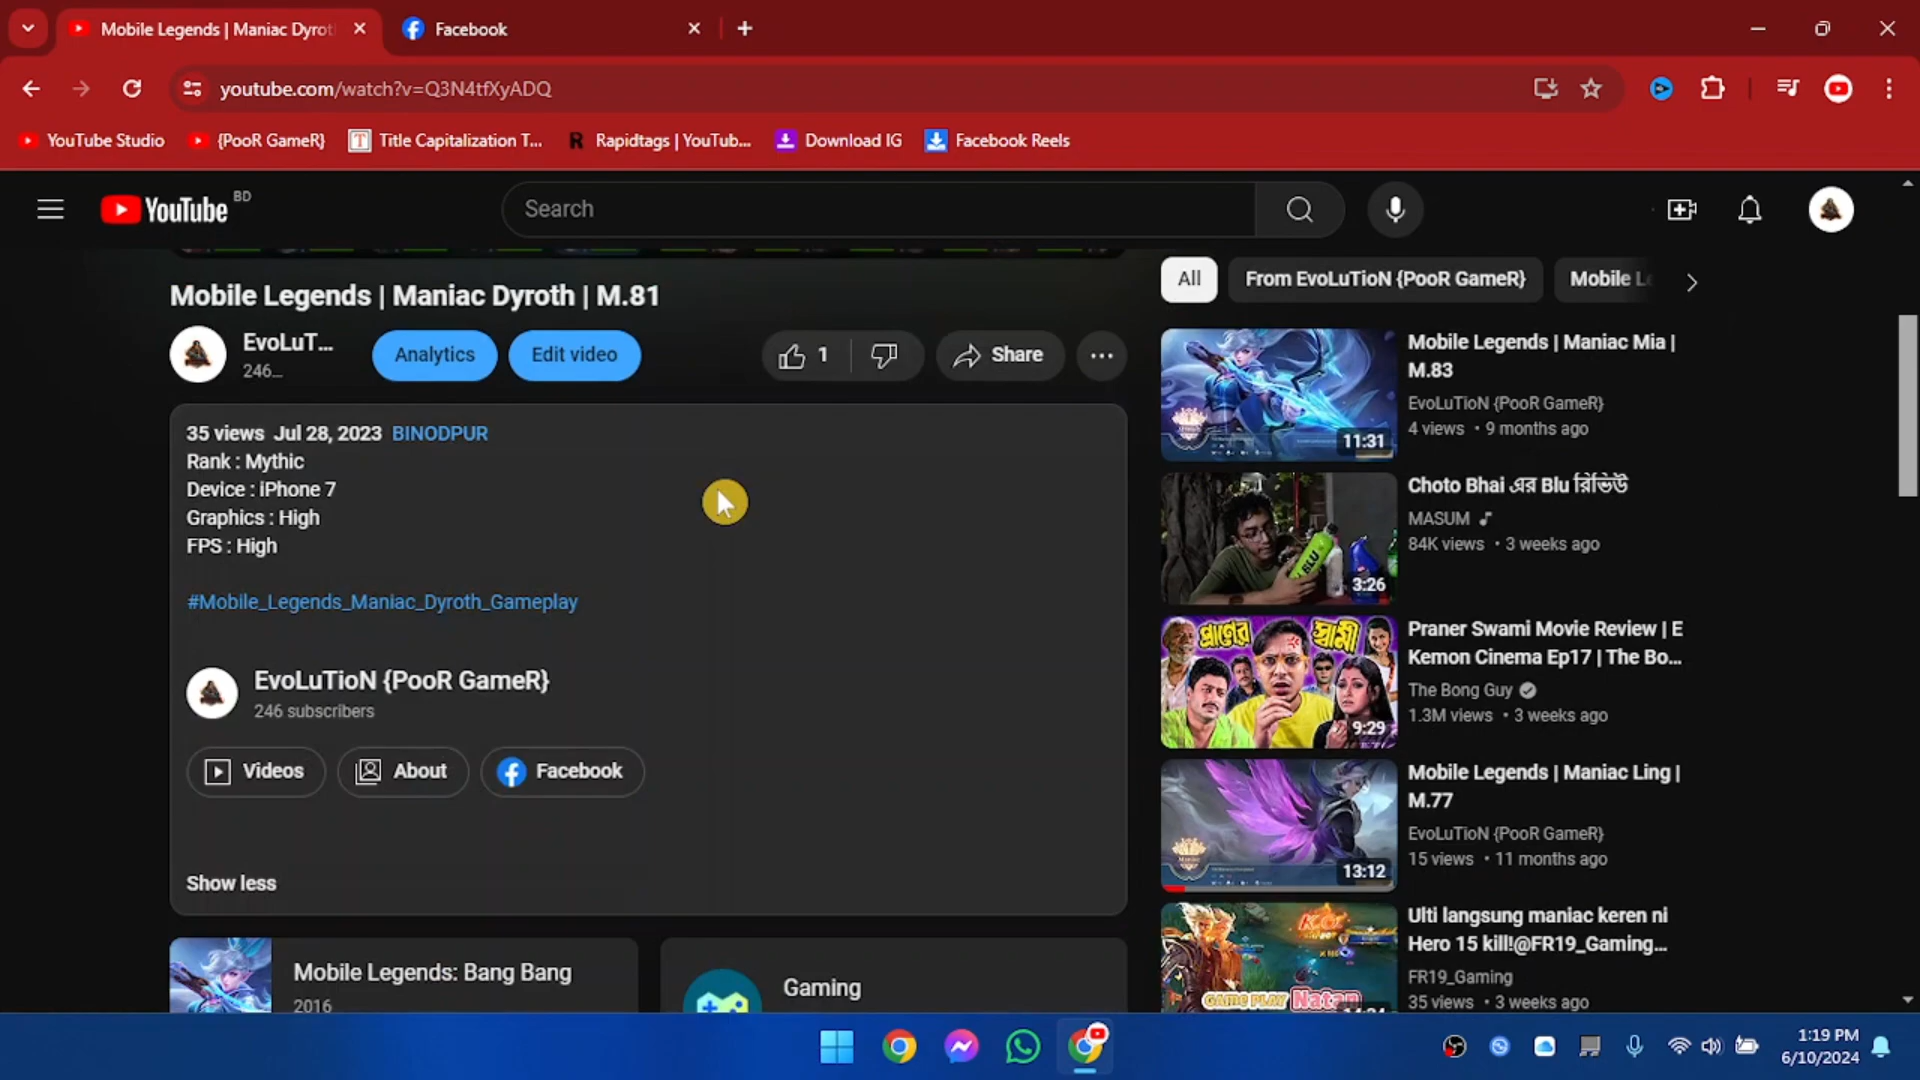 Mobile Legends | Maniac Dyrot
Facebook
youtube.com/watch?v=Q3N4tfXyADQ
YouTube Studio
{PooR GameR}
Title Capitalization T...
Rapidtags | YouTub...
Download IG
Facebook Reels
YouTube BD
Search
Mobile Legends | Maniac Dyroth | M.81
EvoLuT...
246...
Analytics
Edit video
1
Share
35 views Jul 28, 2023 BINODPUR
Rank : Mythic
Device : iPhone 7
Graphics : High
FPS : High
#Mobile_Legends_Maniac_Dyroth_Gameplay
EvoLuTioN {PooR GameR}
246 subscribers
Videos
About
Facebook
Show less
Mobile Legends: Bang Bang
2016
Gaming
All
From EvoLuTioN {PooR GameR}
Mobile Le
11:31
Mobile Legends | Maniac Mia |
M.83
EvoLuTioN {PooR GameR}
4 views • 9 months ago
BLU
3:26
Choto Bhai এর Blu রিভিউ
MASUM
84K views • 3 weeks ago
প্রাণের
স্বামী
9:29
Praner Swami Movie Review | E
Kemon Cinema Ep17 | The Bo...
The Bong Guy
1.3M views • 3 weeks ago
13:12
Mobile Legends | Maniac Ling |
M.77
EvoLuTioN {PooR GameR}
15 views • 11 months ago
K.O
GAME PLAY Natan
Ulti langsung maniac keren ni
Hero 15 kill!@FR19_Gaming...
FR19_Gaming
35 views • 3 weeks ago
1:19 PM
6/10/2024